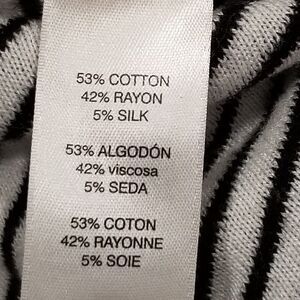 53% COTTON
42% RAYON
5% SILK
53% ALGODÓN
42% viscosa
5% SEDA
53% COTON
42% RAYONNE
5% SOIE